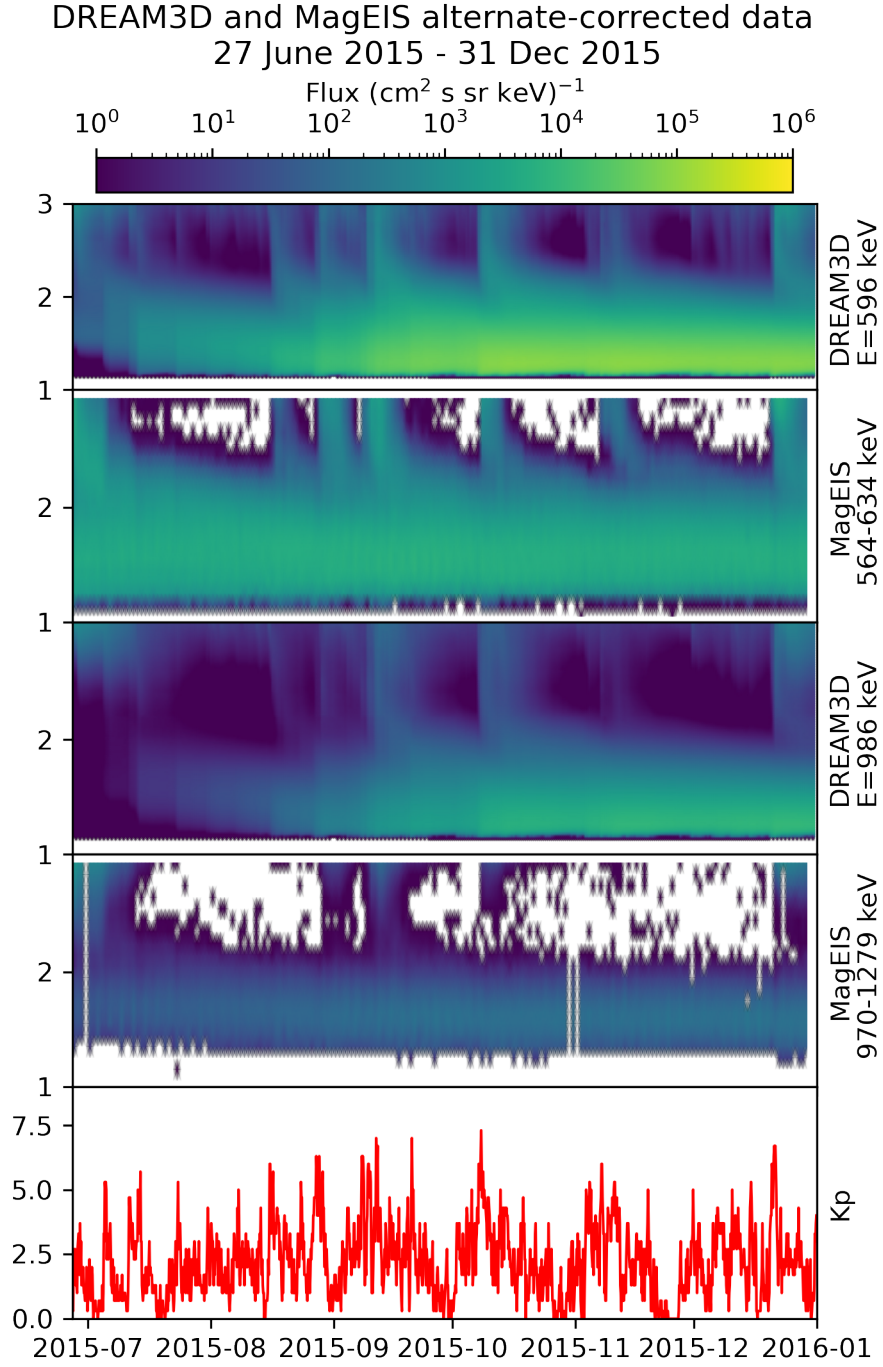 DREAM3D and MagEIS alternate-corrected data
27 June 2015 - 31 Dec 2015
Flux (cm² s sr keV)⁻¹
10⁰ 10¹ 10² 10³ 10⁴ 10⁵ 10⁶
3
2
1
DREAM3D
E=596 keV
2
1
MagEIS
564-634 keV
2
1
DREAM3D
E=986 keV
2
1
MagEIS
970-1279 keV
7.5
5.0
2.5
0.0
Kp
2015-07 2015-08 2015-09 2015-10 2015-11 2015-12 2016-01